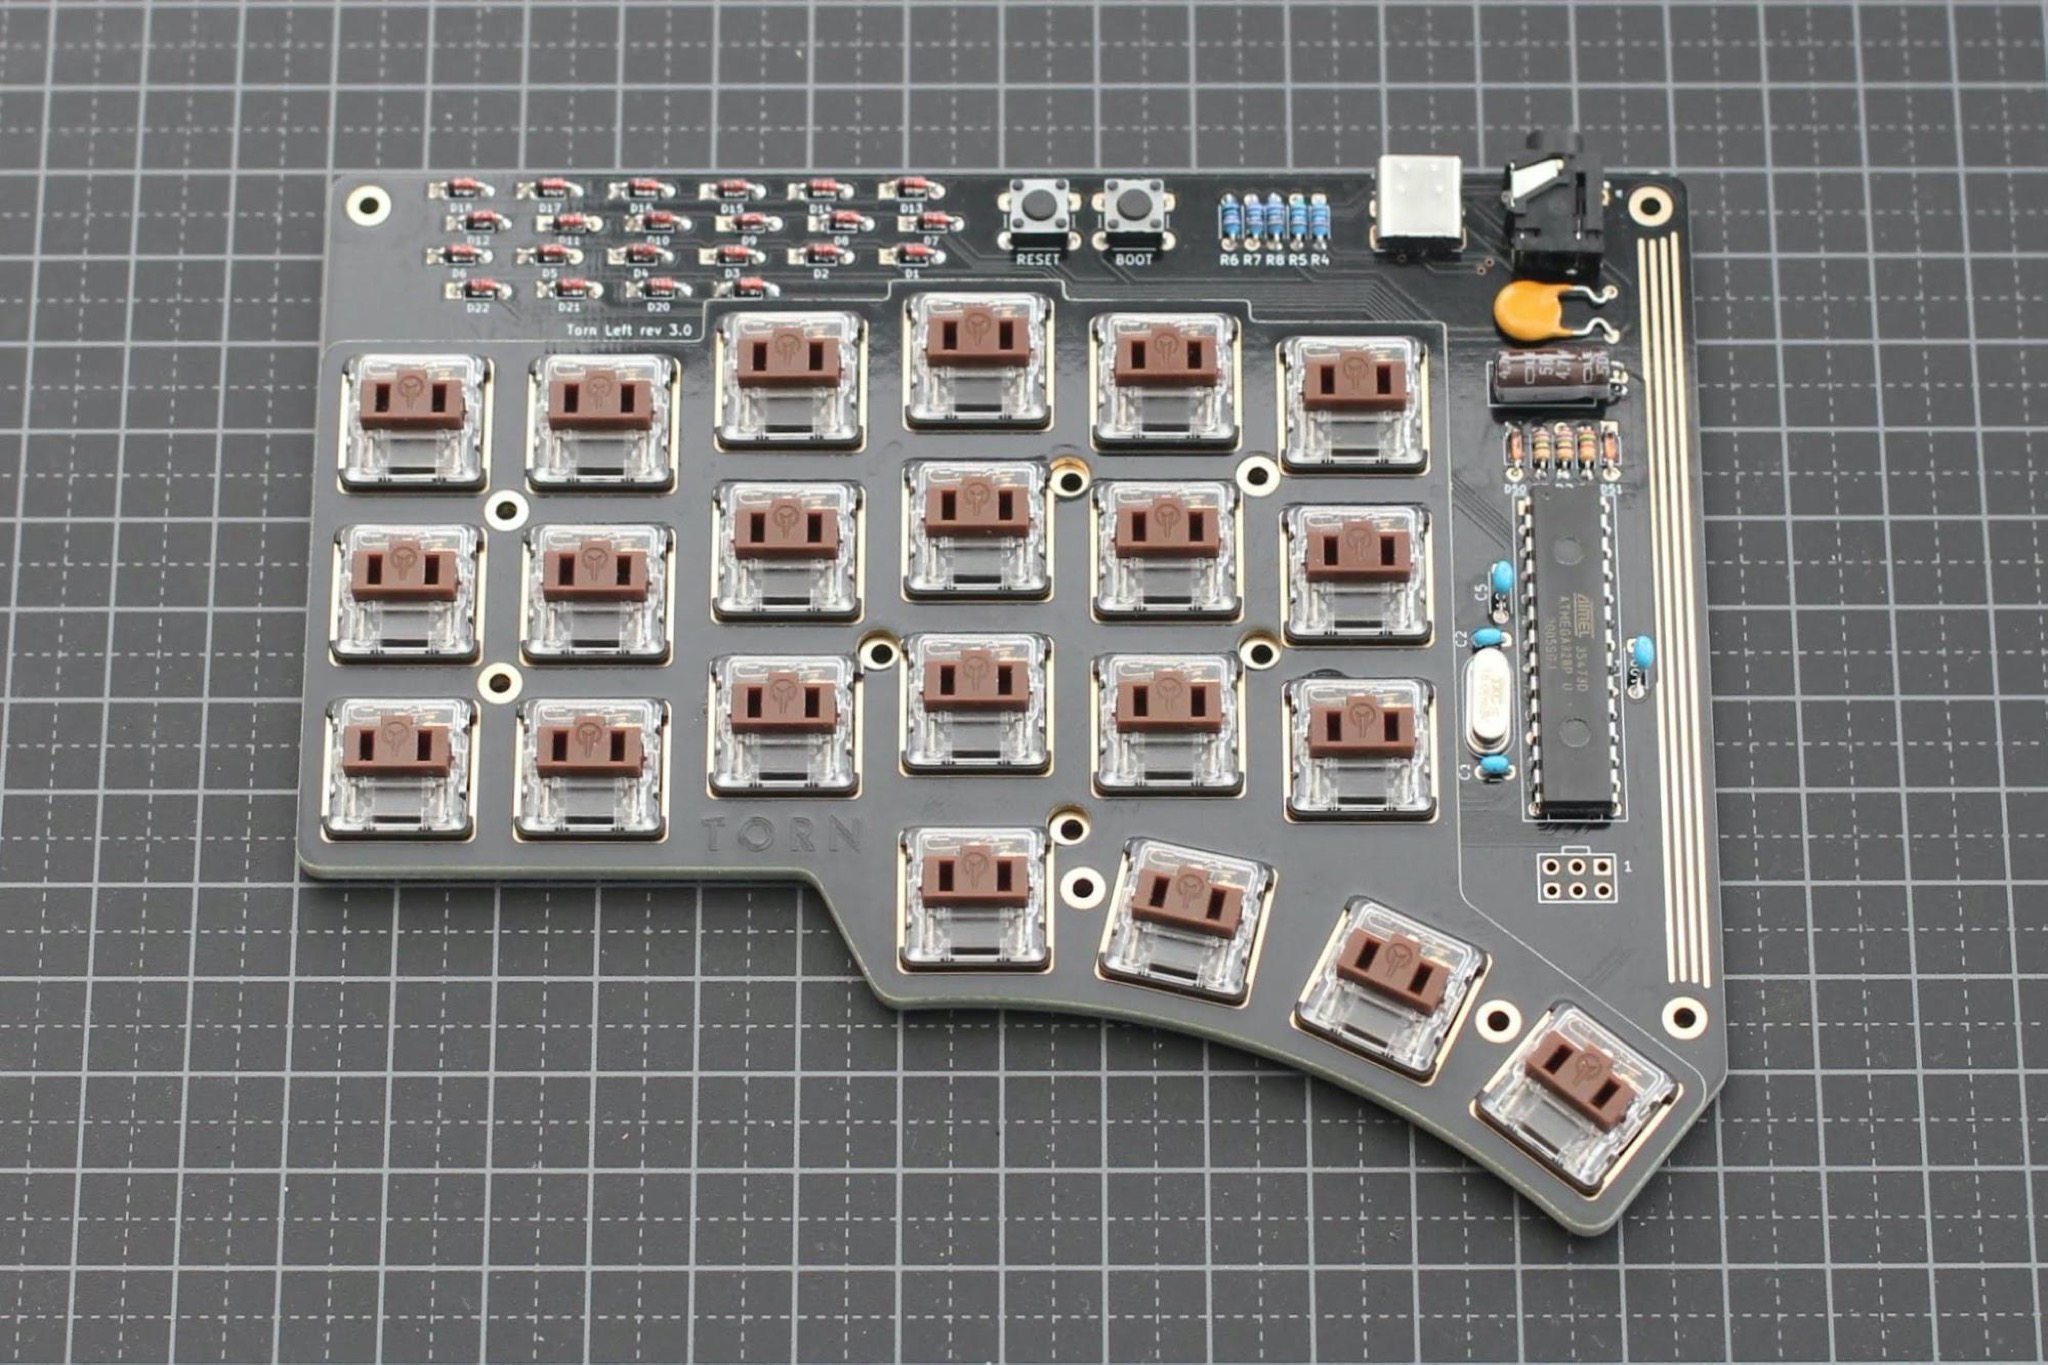 D18 D17 D16 D15 D14 D13
D12 D11 D10 D9 D8 D7
D6 D5 D4 D3 D2 D1
D22 D21 D20
RESET BOOT
R6 R7 R8 R5 R4
Torn Left rev 3.0
D50 D51
C5
C2
C1
ATMEL
ATMEGA328P U
1
TORN